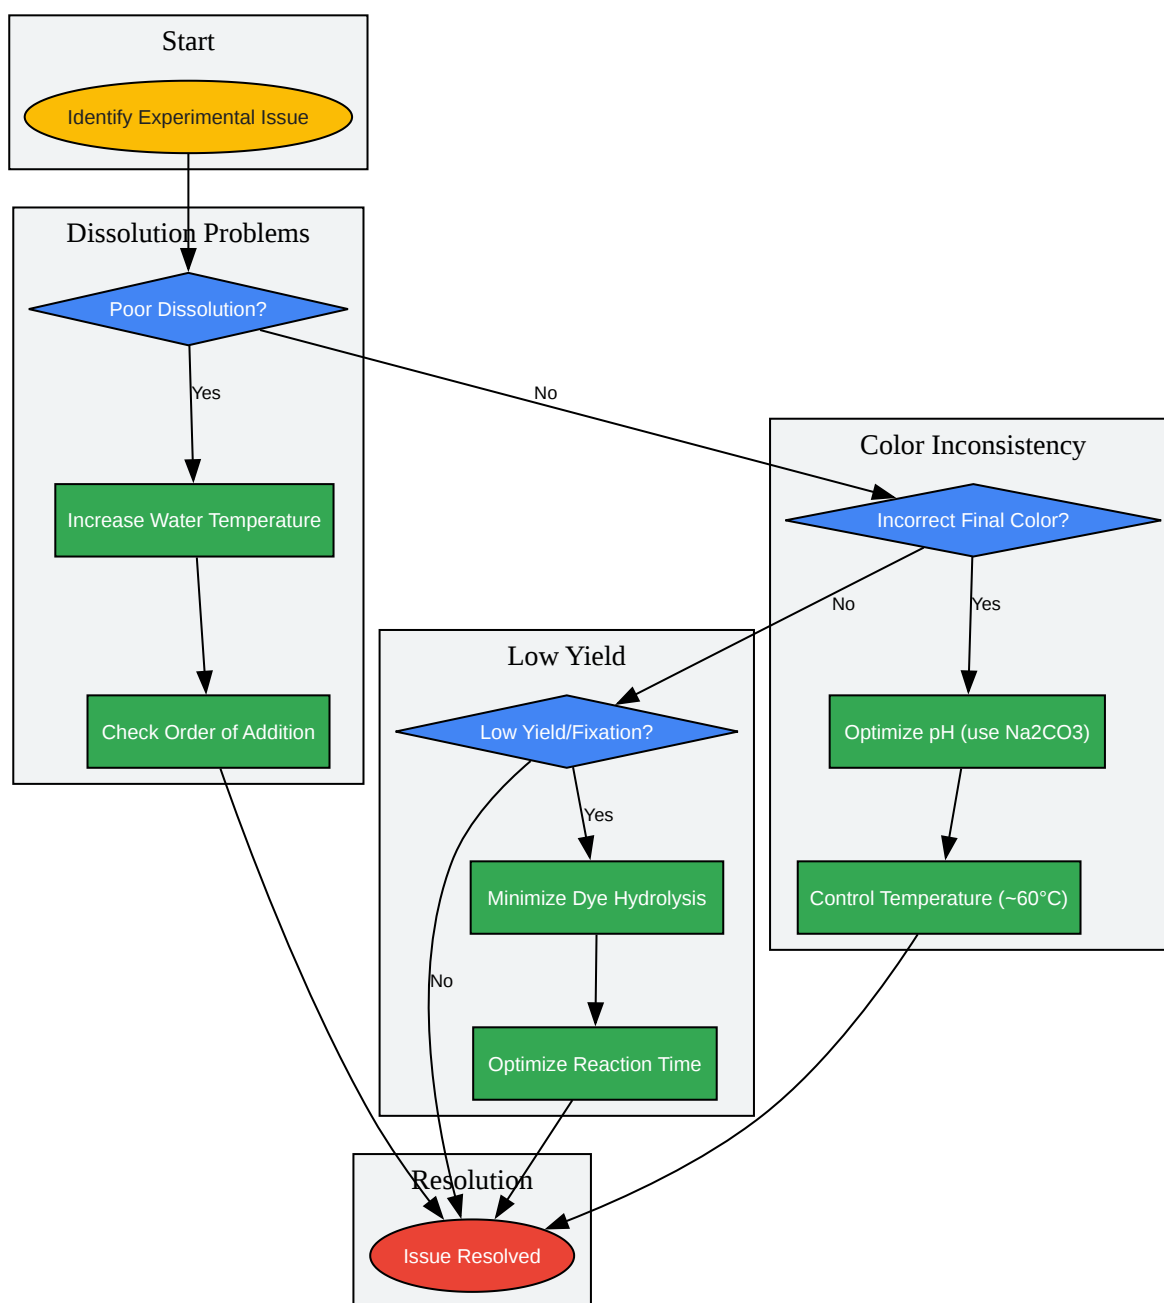 Start
Identify Experimental Issue
Dissolution Problems
Poor Dissolution?
Yes
No
Increase Water Temperature
Check Order of Addition
Color Inconsistency
Incorrect Final Color?
No
Yes
Optimize pH (use Na2CO3)
Control Temperature (~60°C)
Low Yield
Low Yield/Fixation?
Yes
No
Minimize Dye Hydrolysis
Optimize Reaction Time
Resolution
Issue Resolved